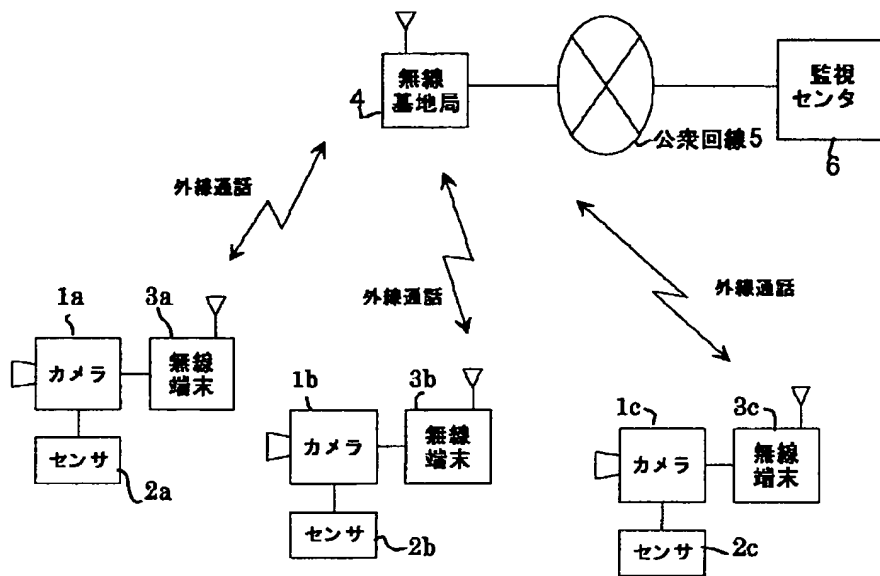 無線
基地局
4
公衆回線5
監視
センタ
6
外線通話
外線通話
外線通話
1a
3a
カメラ
無線
端末
センサ
2a
1b
3b
カメラ
無線
端末
センサ
2b
1c
3c
カメラ
無線
端末
センサ
2c